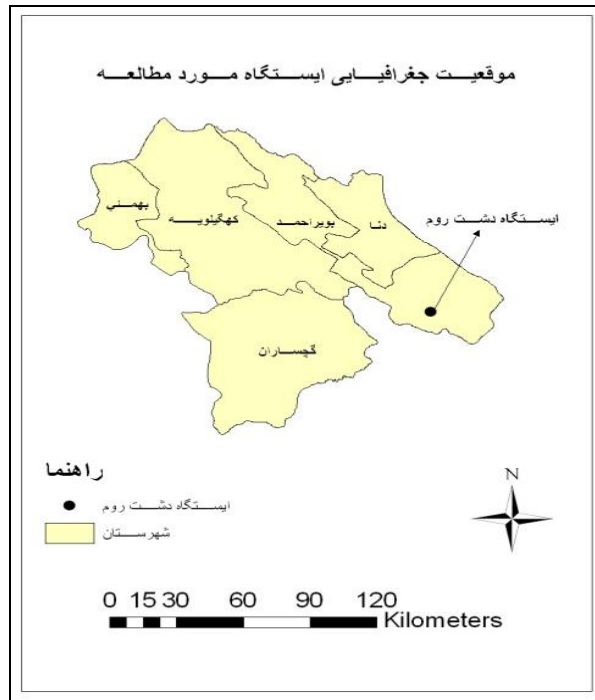 موقعیت جغرافیایی ایستگاه مورد مطالعه
بهمئی
کهگیلویه
بویراحمد
دنا
ایستگاه دشت روم
گچساران
راهنما
ایستگاه دشت روم
شهرستان
N
0 15 30 60 90 120
Kilometers